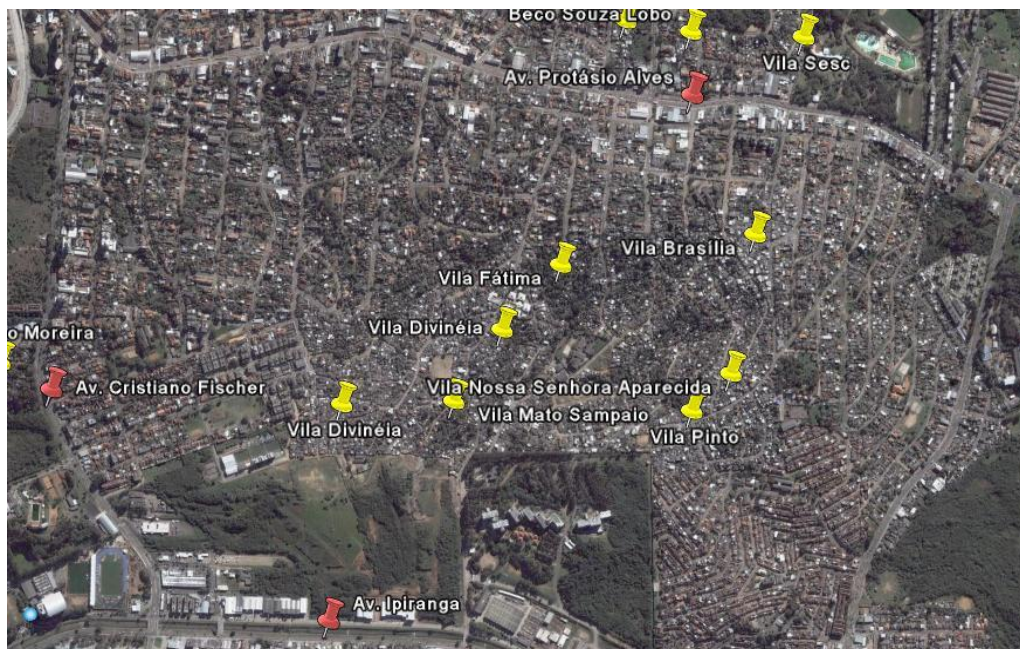 Beco Souza Lobo
Vila Sesc
Av. Protásio Alves
Vila Brasília
Vila Fátima
Vila Divinéia
o Moreira
Av. Cristiano Fischer
Vila Nossa Senhora Aparecida
Vila Mato Sampaio
Vila Divinéia
Vila Pinto
Av. Ipiranga